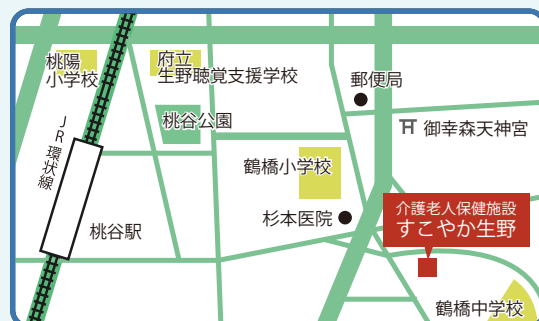 桃陽
小学校
府立
生野聴覚支援学校
郵便局
桃谷公園
御幸森天神宮
JR環状線
鶴橋小学校
介護老人保健施設
すこやか生野
杉本医院
桃谷駅
鶴橋中学校